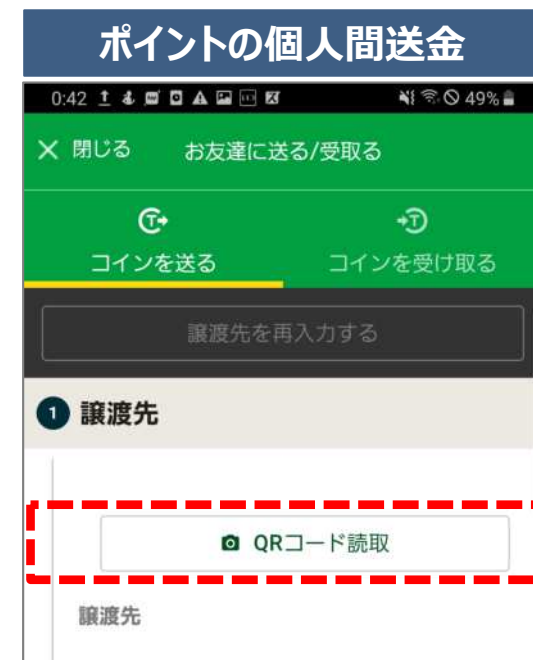 ポイントの個人間送金
0:42 49%
× 閉じる お友達に送る/受取る
コインを送る コインを受け取る
譲渡先を再入力する
1 譲渡先
QRコード読取
譲渡先